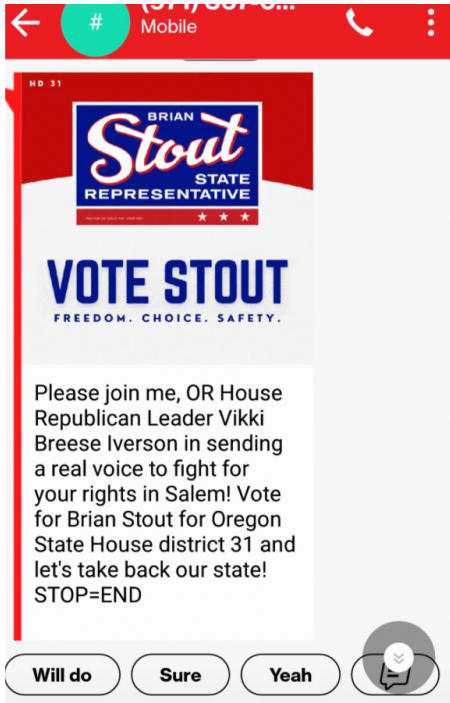 #
Mobile
HD 31
BRIAN
Stout
STATE
REPRESENTATIVE
VOTE STOUT
FREEDOM. CHOICE. SAFETY.
Please join me, OR House
Republican Leader Vikki
Breese Iverson in sending
a real voice to fight for
your rights in Salem! Vote
for Brian Stout for Oregon
State House district 31 and
let's take back our state!
STOP=END
Will do
Sure
Yeah